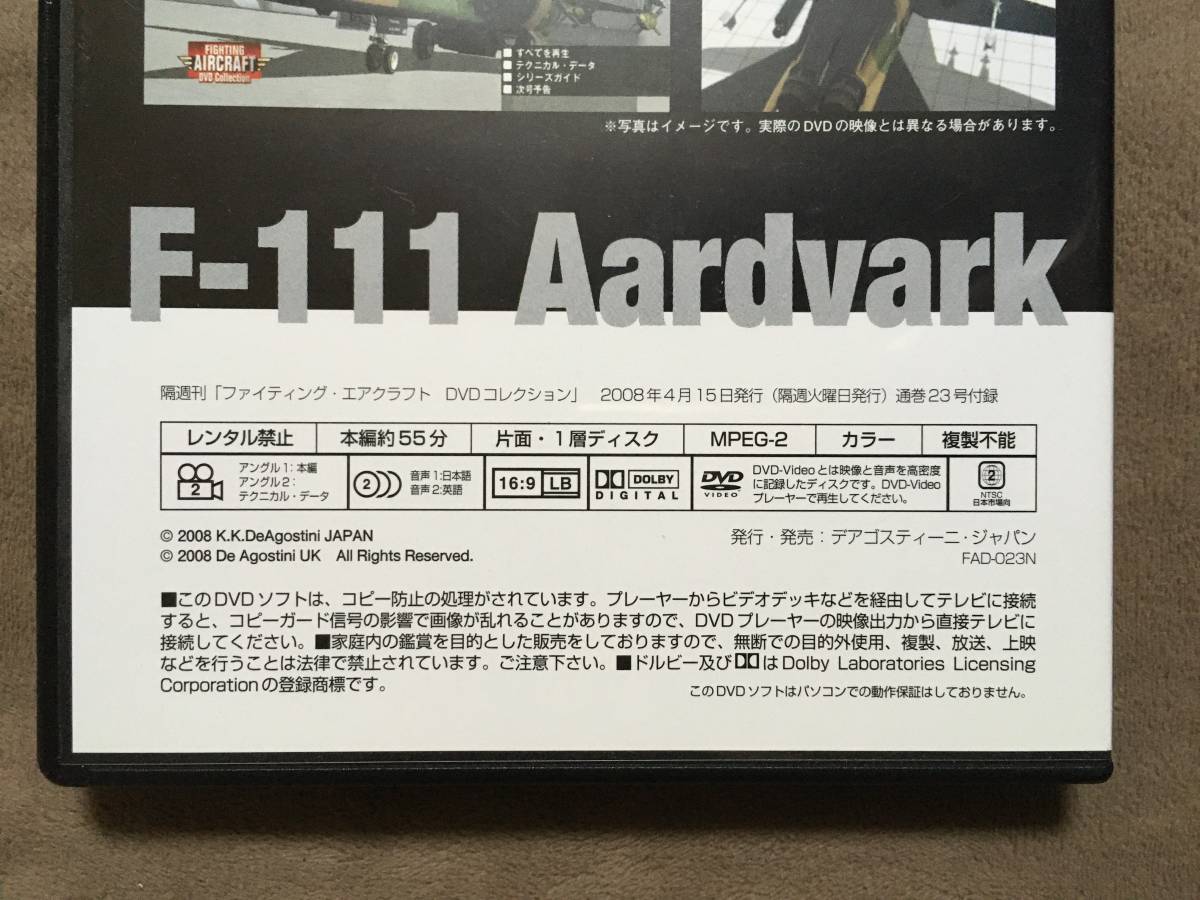 FIGHTING
AIRCRAFT
DVD Collection
■ すべてを再生
■ テクニカル・データ
■ シリーズガイド
■ 次号予告
※写真はイメージです。実際のDVDの映像とは異なる場合があります。
F-111 Aardvark
隔週刊「ファイティング・エアクラフト DVDコレクション」 2008年4月15日発行（隔週火曜日発行）通巻23号付録
レンタル禁止 本編約55分 片面・1層ディスク MPEG-2 カラー 複製不能
2
アングル1：本編
アングル2：
テクニカル・データ
2
音声1：日本語
音声2：英語
16:9 LB
DOLBY
DIGITAL
DVD
VIDEO
DVD-Videoとは映像と音声を高密度
に記録したディスクです。DVD-Video
プレーヤーで再生してください。
2
NTSC
日本市場向
© 2008 K.K.DeAgostini JAPAN
© 2008 De Agostini UK All Rights Reserved.
発行・発売：デアゴスティーニ・ジャパン
FAD-023N
■このDVDソフトは、コピー防止の処理がされています。プレーヤーからビデオデッキなどを経由してテレビに接続
すると、コピーガード信号の影響で画像が乱れることがありますので、DVDプレーヤーの映像出力から直接テレビに
接続してください。■家庭内の鑑賞を目的とした販売をしておりますので、無断での目的外使用、複製、放送、上映
などを行うことは法律で禁止されています。ご注意下さい。■ドルビー及びはDolby Laboratories Licensing
Corporationの登録商標です。
このDVDソフトはパソコンでの動作保証はしておりません。